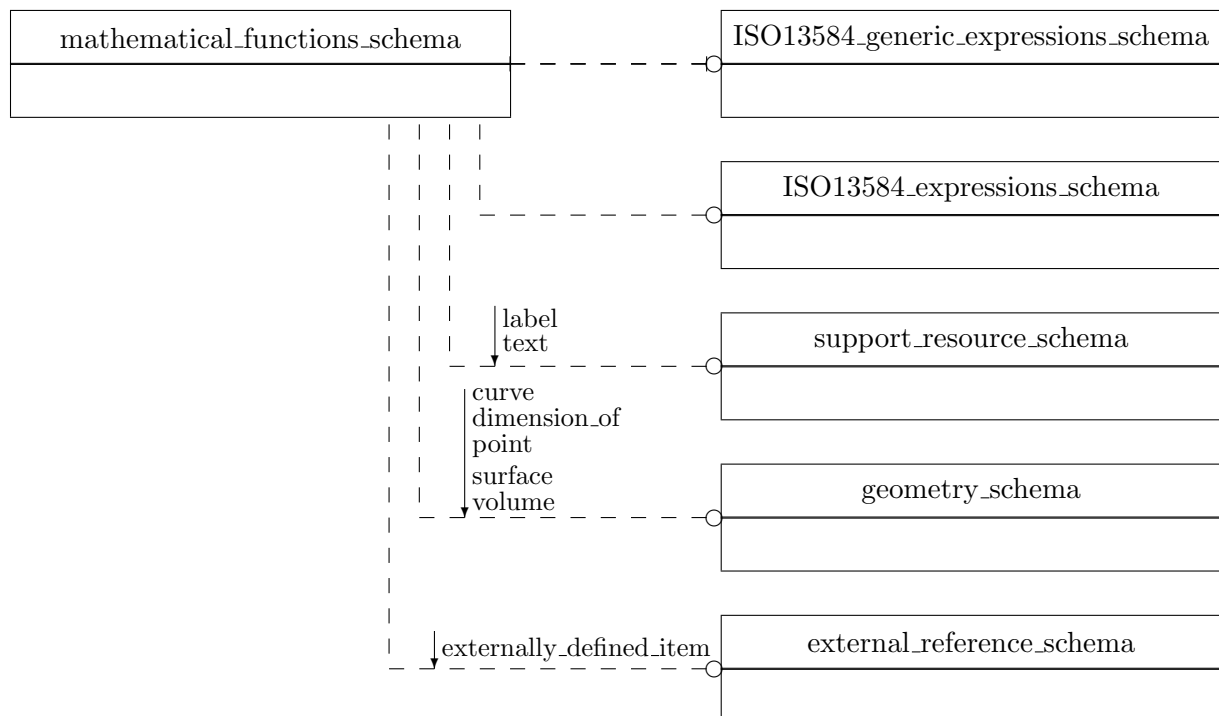 mathematical_functions_schema
ISO13584_generic_expressions_schema
ISO13584_expressions_schema
label
text
support_resource_schema
curve
dimension_of
point
surface
volume
geometry_schema
externally_defined_item
external_reference_schema